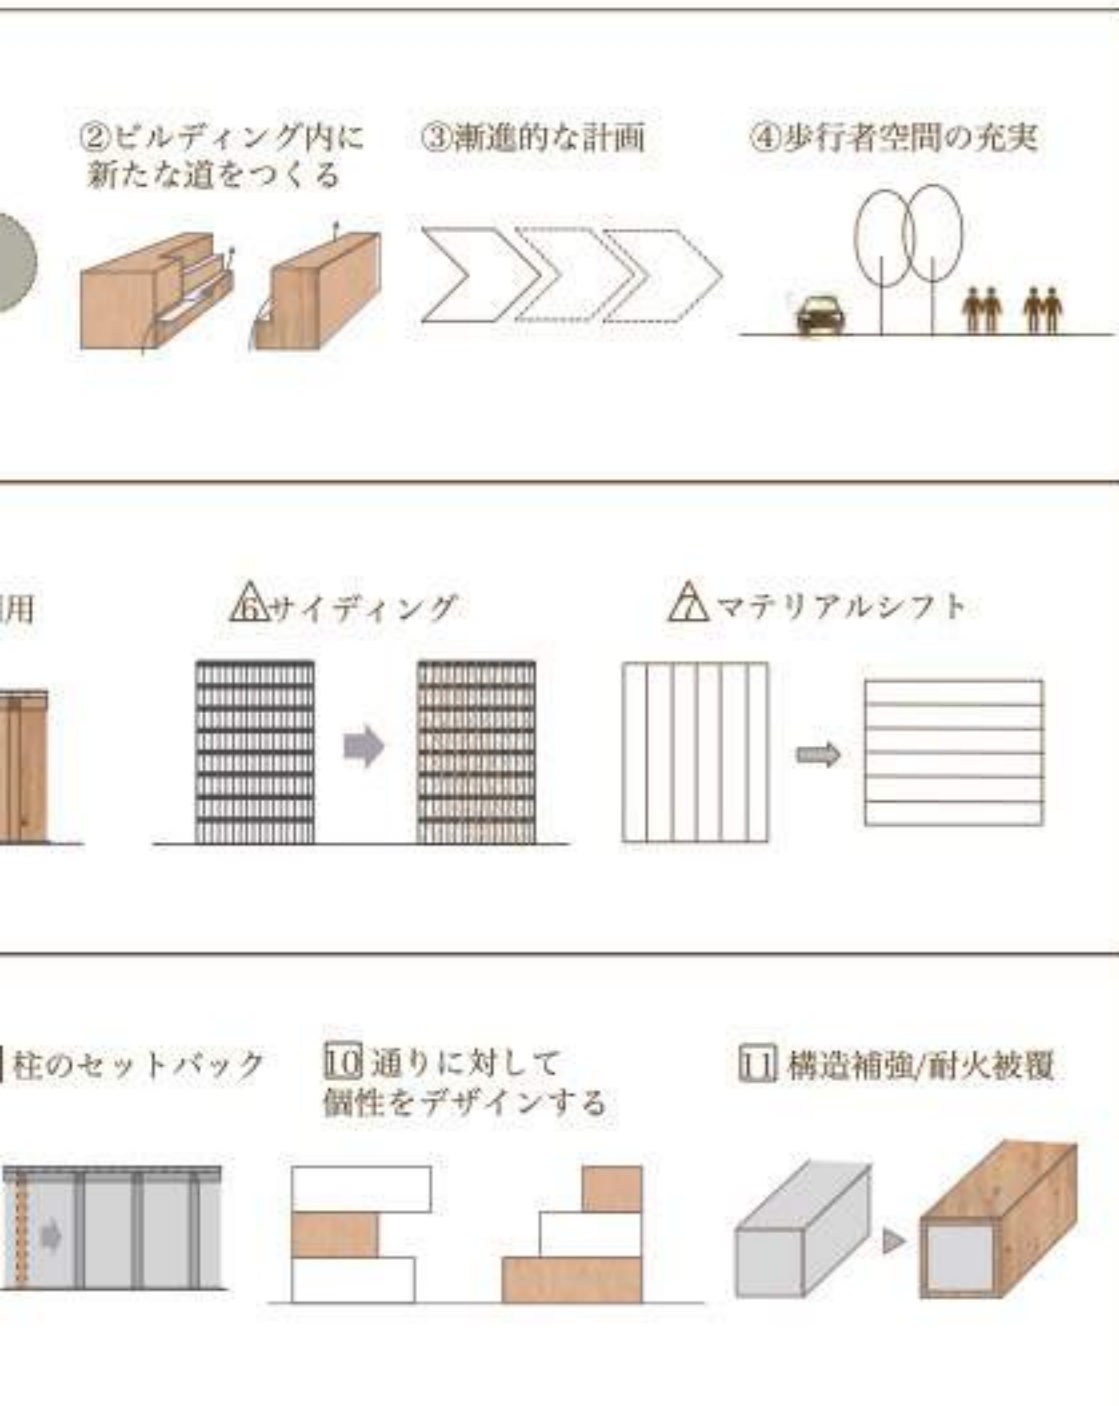 ②ビルディング内に
新たな道をつくる
③漸進的な計画
④歩行者空間の充実
用
6サイディング
7マテリアルシフト
柱のセットバック
10 通りに対して
個性をデザインする
11 構造補強/耐火被覆